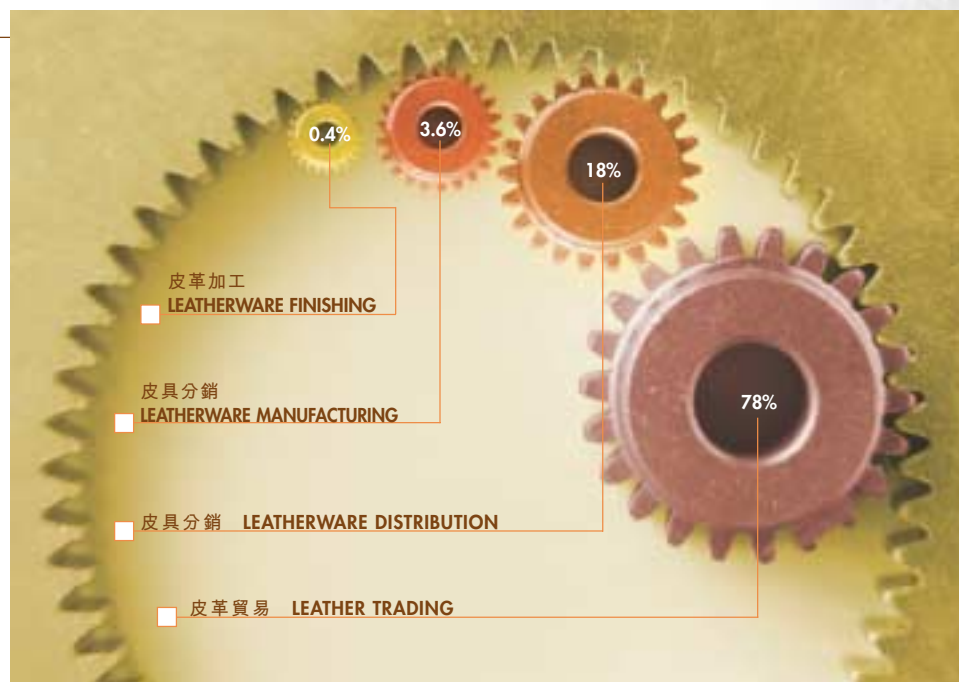 0.4%
3.6%
18%
78%
皮革加工
LEATHERWARE FINISHING
皮具分銷
LEATHERWARE MANUFACTURING
皮具分銷 LEATHERWARE DISTRIBUTION
皮革貿易 LEATHER TRADING